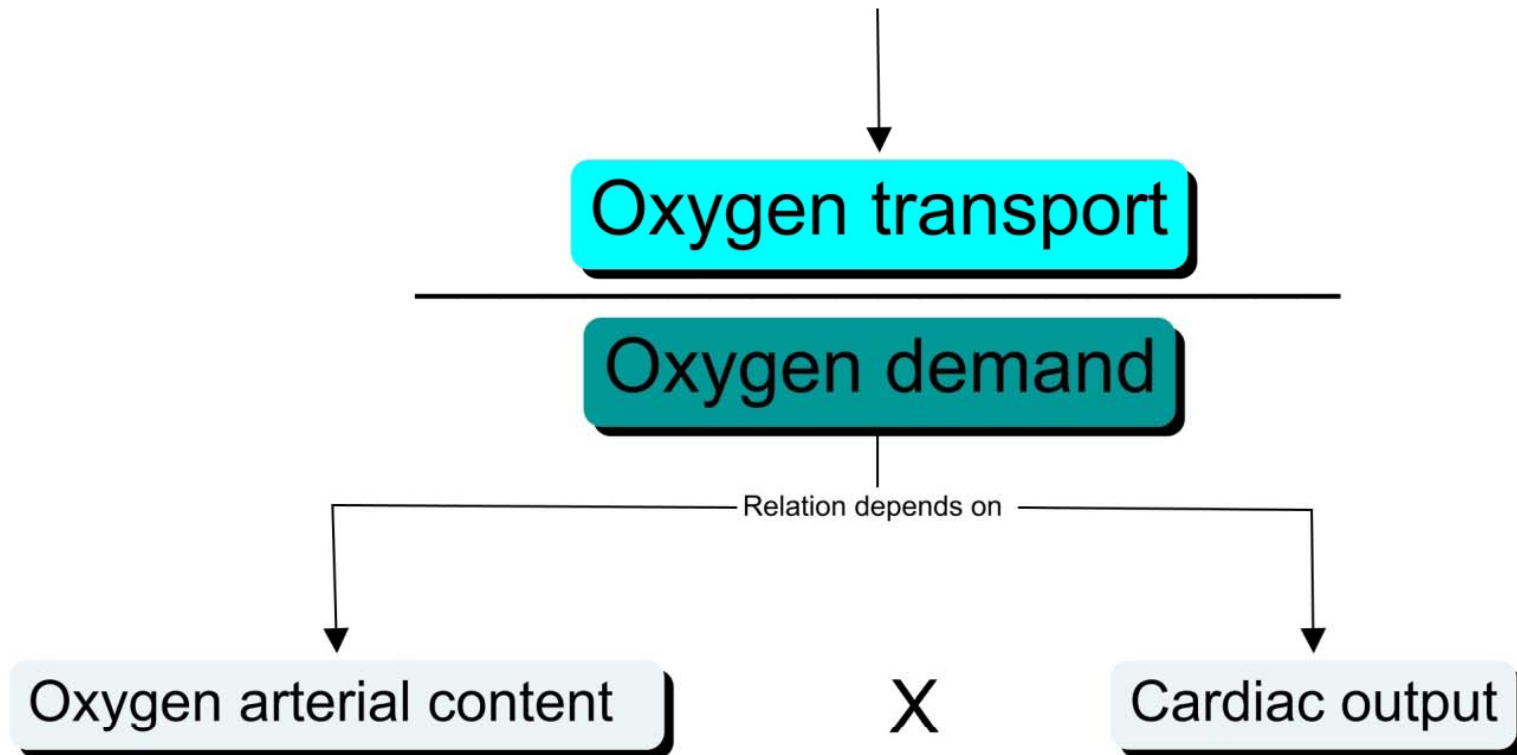 Oxygen transport
Oxygen demand
Relation depends on
Oxygen arterial content X Cardiac output